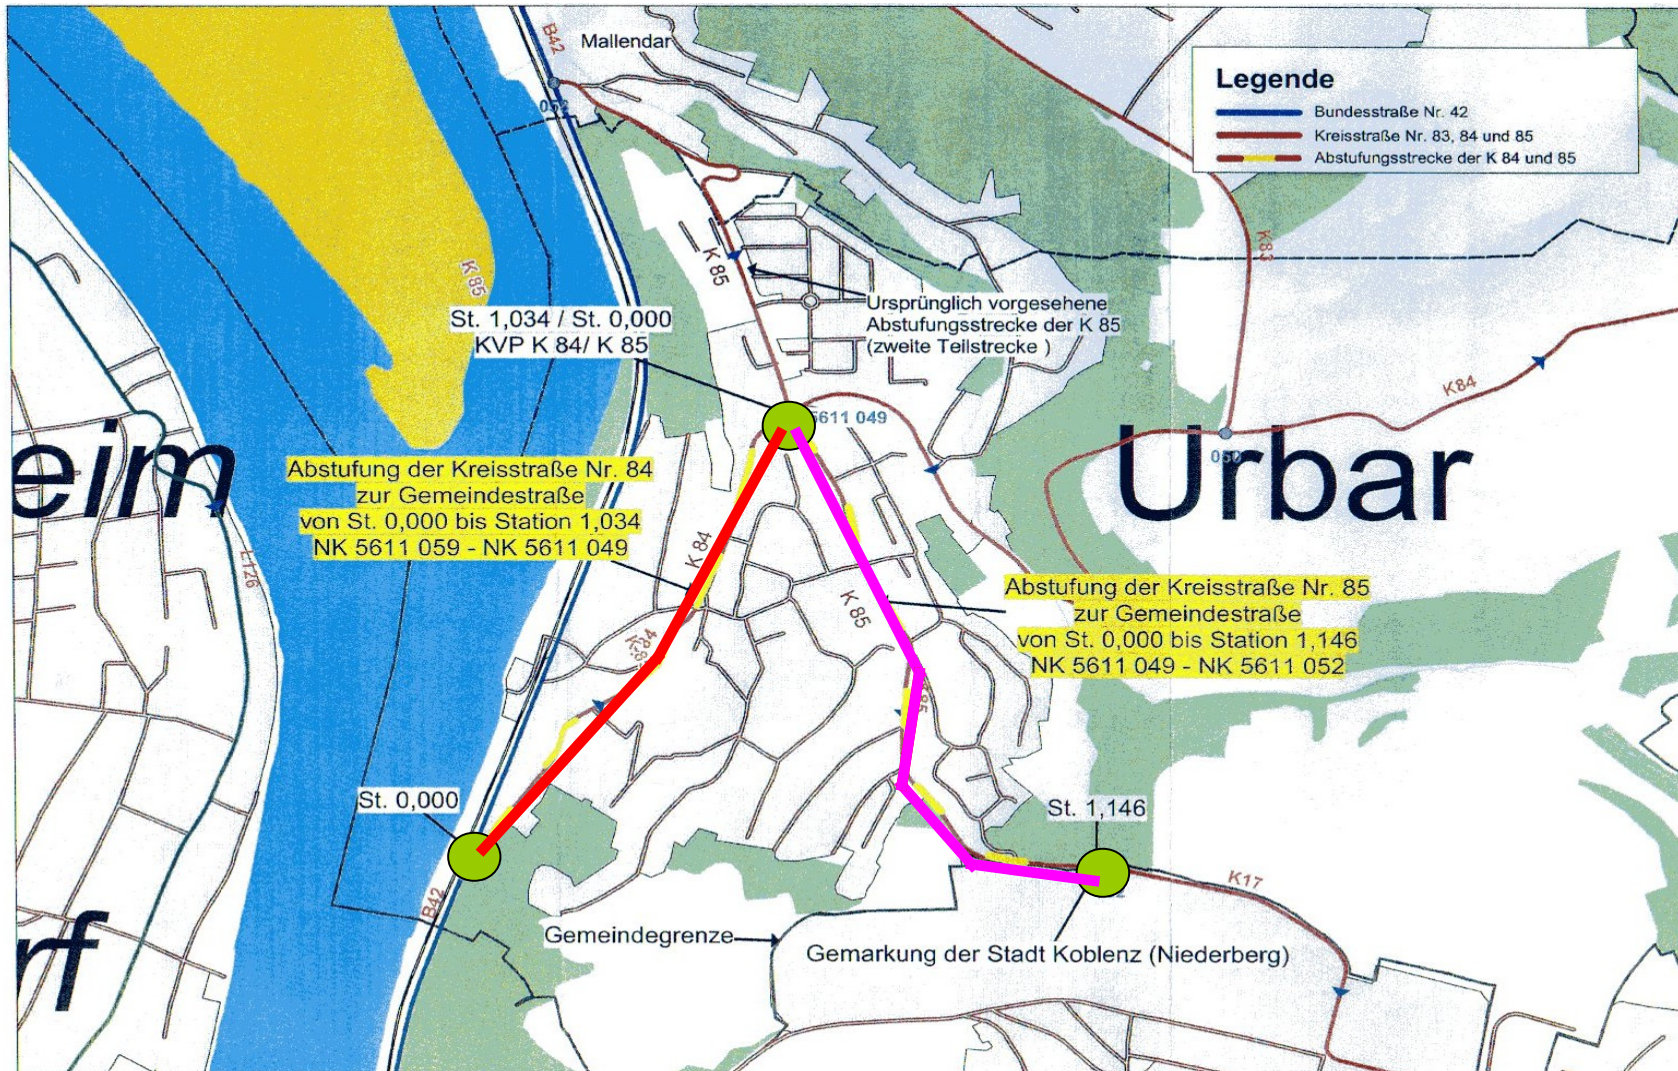 B42
Mallendar
Legende
Bundesstraße Nr. 42
Kreisstraße Nr. 83, 84 und 85
Abstufungsstrecke der K 84 und 85
K 85
K 85
K83
Ursprünglich vorgesehene
Abstufungsstrecke der K 85
(zweite Teilstrecke )
St. 1,034 / St. 0,000
KVP K 84/ K 85
K84
5611 049
eim
Urbar
Abstufung der Kreisstraße Nr. 84
zur Gemeindestraße
von St. 0,000 bis Station 1,034
NK 5611 059 - NK 5611 049
K 84
L126
K 85
Abstufung der Kreisstraße Nr. 85
zur Gemeindestraße
von St. 0,000 bis Station 1,146
NK 5611 049 - NK 5611 052
St. 0,000
St. 1,146
K17
B42
rf
Gemeindegrenze
Gemarkung der Stadt Koblenz (Niederberg)